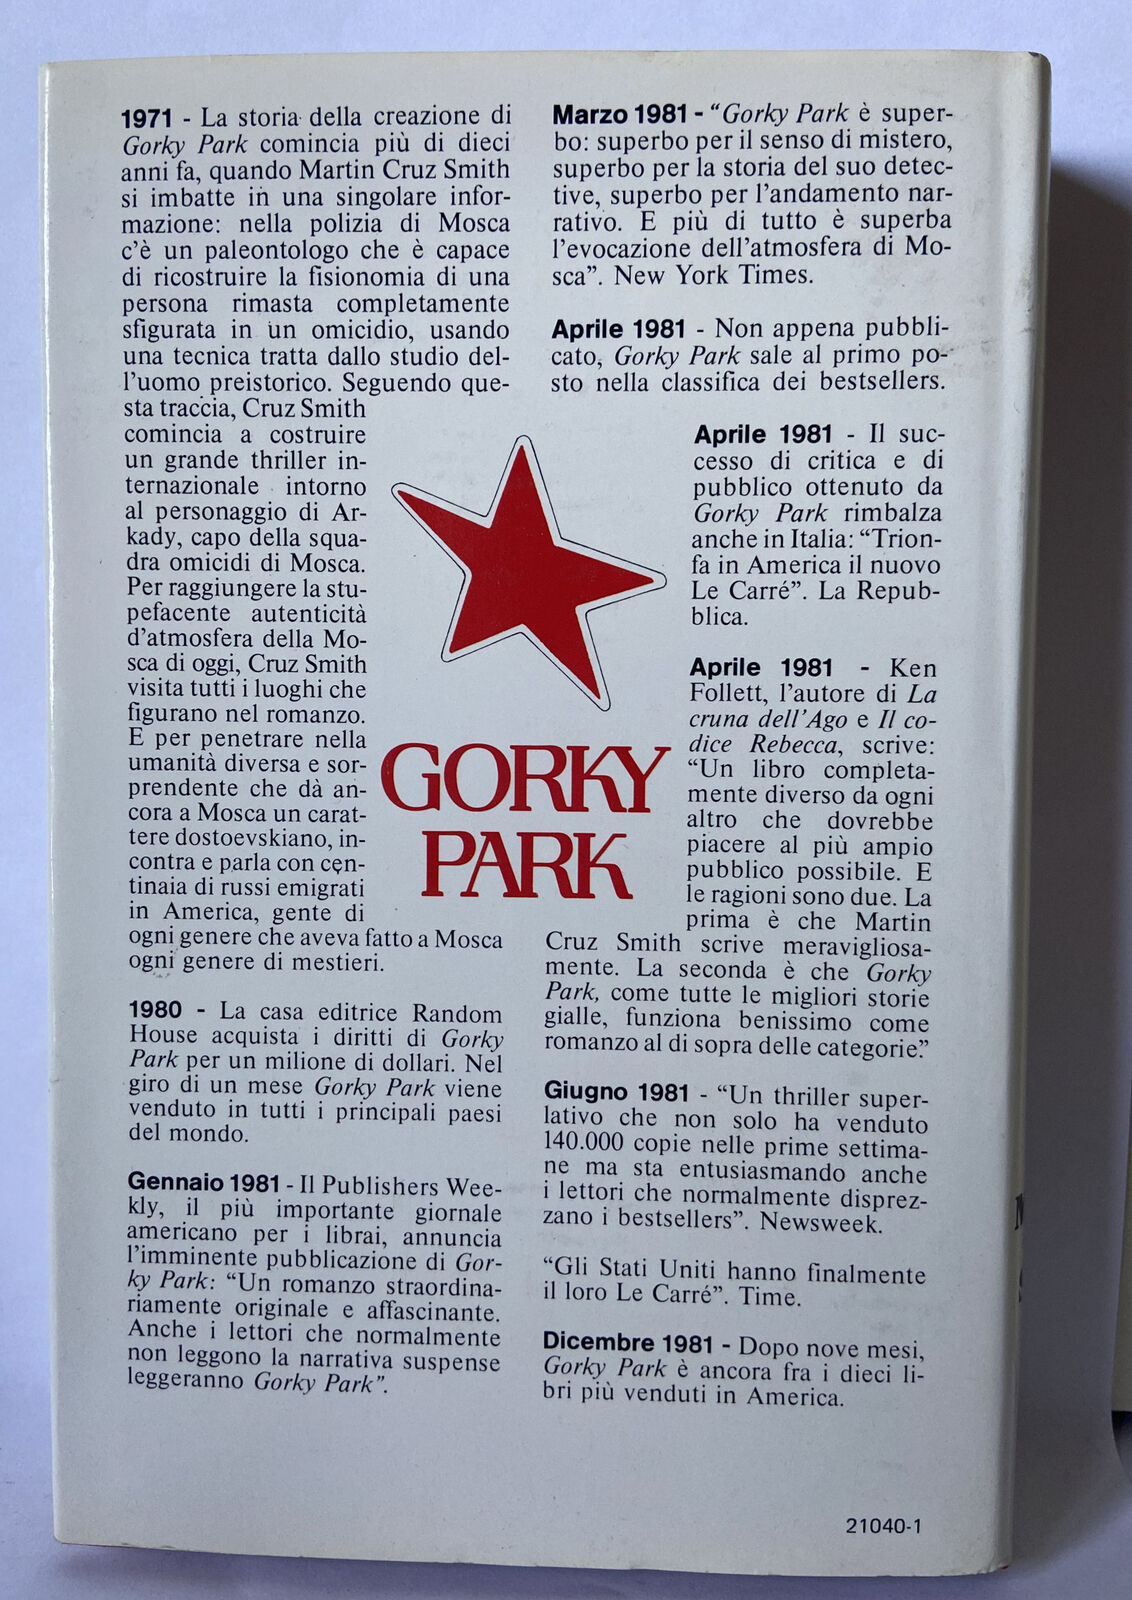 1971 - La storia della creazione di
Gorky Park comincia più di dieci
anni fa, quando Martin Cruz Smith
si imbatte in una singolare infor-
mazione: nella polizia di Mosca
c'è un paleontologo che è capace
di ricostruire la fisionomia di una
persona rimasta completamente
sfigurata in un omicidio, usando
una tecnica tratta dallo studio del-
l'uomo preistorico. Seguendo que-
sta traccia, Cruz Smith
comincia a costruire
un grande thriller in-
ternazionale intorno
al personaggio di Ar-
kady, capo della squa-
dra omicidi di Mosca.
Per raggiungere la stu-
pefacente autenticità
d'atmosfera della Mo-
sca di oggi, Cruz Smith
visita tutti i luoghi che
figurano nel romanzo.
E per penetrare nella
umanità diversa e sor-
prendente che dà an-
cora a Mosca un carat-
tere dostoevskiano, in-
contra e parla con cen-
tinaia di russi emigrati
in America, gente di
ogni genere che aveva fatto a Mosca
ogni genere di mestieri.
1980 - La casa editrice Random
House acquista i diritti di Gorky
Park per un milione di dollari. Nel
giro di un mese Gorky Park viene
venduto in tutti i principali paesi
del mondo.
Gennaio 1981 - Il Publishers Wee-
kly, il più importante giornale
americano per i librai, annuncia
l'imminente pubblicazione di Gor-
ky Park: “Un romanzo straordina-
riamente originale e affascinante.
Anche i lettori che normalmente
non leggono la narrativa suspense
leggeranno Gorky Park”.
GORKY
PARK
Marzo 1981 - “Gorky Park è super-
bo: superbo per il senso di mistero,
superbo per la storia del suo detec-
tive, superbo per l'andamento nar-
rativo. E più di tutto è superba
l'evocazione dell'atmosfera di Mo-
sca”. New York Times.
Aprile 1981 - Non appena pubbli-
cato, Gorky Park sale al primo po-
sto nella classifica dei bestsellers.
Aprile 1981 - Il suc-
cesso di critica e di
pubblico ottenuto da
Gorky Park rimbalza
anche in Italia: “Trion-
fa in America il nuovo
Le Carré”. La Repub-
blica.
Aprile 1981 - Ken
Follett, l'autore di La
cruna dell'Ago e Il co-
dice Rebecca, scrive:
“Un libro completa-
mente diverso da ogni
altro che dovrebbe
piacere al più ampio
pubblico possibile. E
le ragioni sono due. La
prima è che Martin
Cruz Smith scrive meravigliosa-
mente. La seconda è che Gorky
Park, come tutte le migliori storie
gialle, funziona benissimo come
romanzo al di sopra delle categorie.”
Giugno 1981 - “Un thriller super-
lativo che non solo ha venduto
140.000 copie nelle prime settima-
ne ma sta entusiasmando anche
i lettori che normalmente disprez-
zano i bestsellers”. Newsweek.
“Gli Stati Uniti hanno finalmente
il loro Le Carré”. Time.
Dicembre 1981 - Dopo nove mesi,
Gorky Park è ancora fra i dieci li-
bri più venduti in America.
21040-1